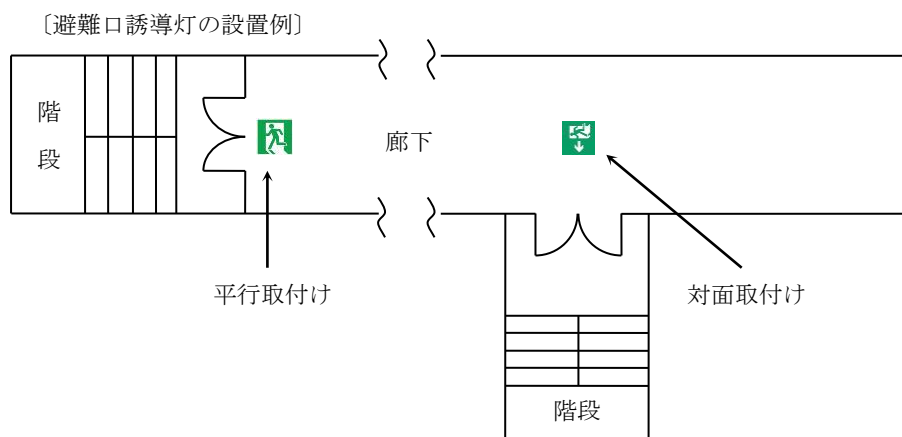 〔避難口誘導灯の設置例〕
階段
廊下
平行取付け
対面取付け
階段